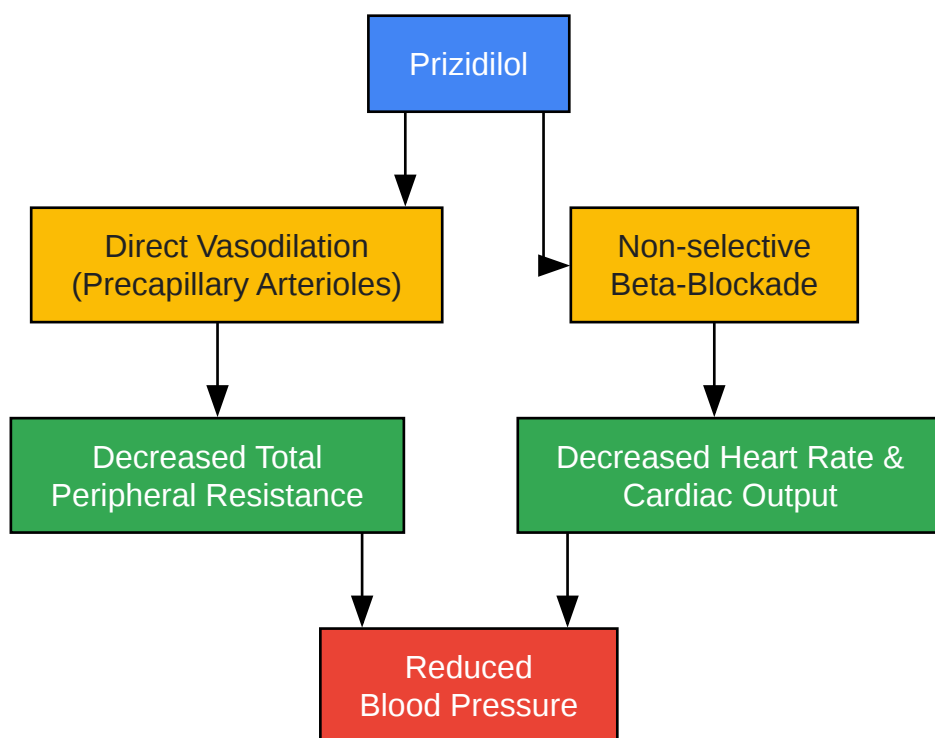 Prizidilol
Direct Vasodilation
(Precapillary Arterioles)
Non-selective
Beta-Blockade
Decreased Total
Peripheral Resistance
Decreased Heart Rate &
Cardiac Output
Reduced
Blood Pressure